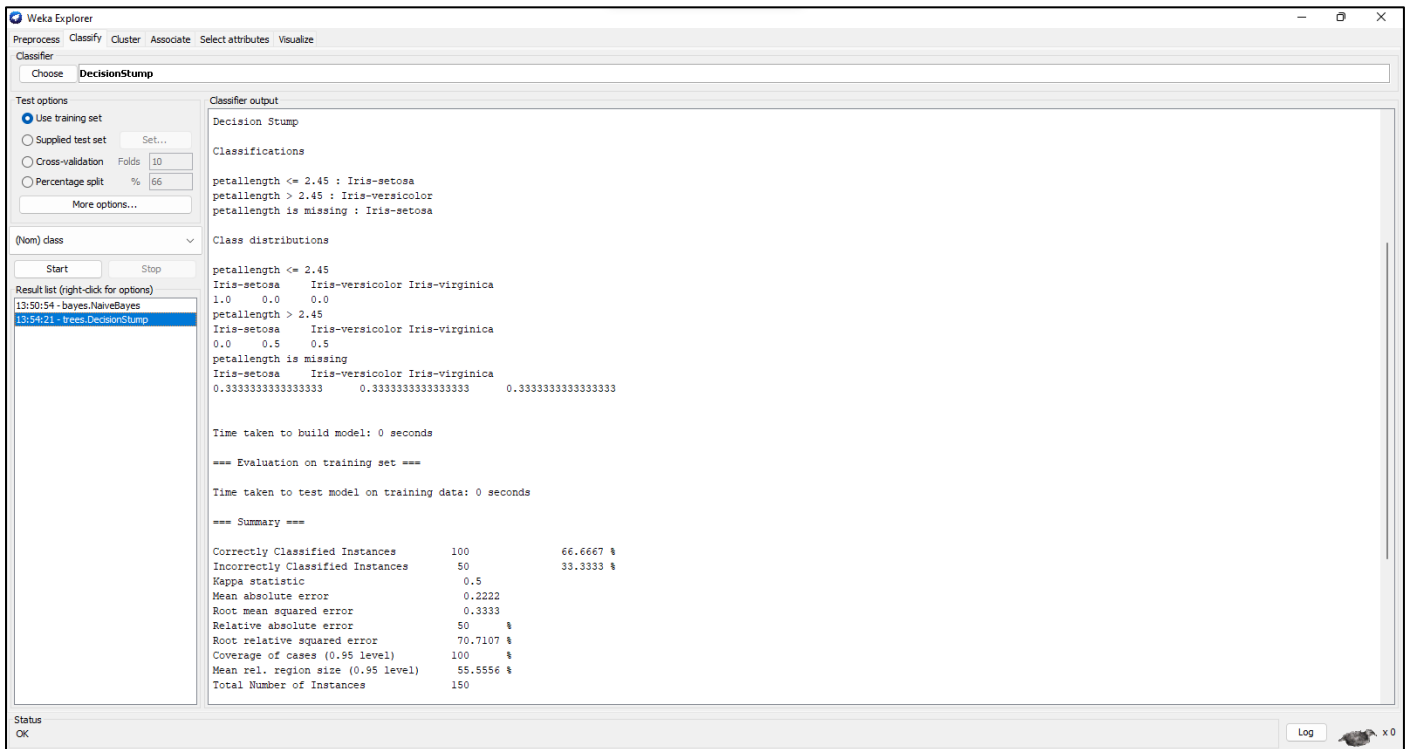 Weka Explorer
Preprocess Classify Cluster Associate Select attributes Visualize
Classifier
Choose DecisionStump
Test options
Use training set
Supplied test set Set...
Cross-validation Folds 10
Percentage split % 66
More options...
(Nom) class
Start Stop
Result list (right-click for options)
13:50:54 - bayes.NaiveBayes
13:54:21 - trees.DecisionStump
Classifier output
Decision Stump
Classifications
petallength <= 2.45 : Iris-setosa
petallength > 2.45 : Iris-versicolor
petallength is missing : Iris-setosa
Class distributions
petallength <= 2.45
Iris-setosa Iris-versicolor Iris-virginica
1.0 0.0 0.0
petallength > 2.45
Iris-setosa Iris-versicolor Iris-virginica
0.0 0.5 0.5
petallength is missing
Iris-setosa Iris-versicolor Iris-virginica
0.3333333333333333 0.3333333333333333 0.3333333333333333
Time taken to build model: 0 seconds
=== Evaluation on training set ===
Time taken to test model on training data: 0 seconds
=== Summary ===
Correctly Classified Instances 100 66.6667 %
Incorrectly Classified Instances 50 33.3333 %
Kappa statistic 0.5
Mean absolute error 0.2222
Root mean squared error 0.3333
Relative absolute error 50 %
Root relative squared error 70.7107 %
Coverage of cases (0.95 level) 100 %
Mean rel. region size (0.95 level) 55.5556 %
Total Number of Instances 150
Status
OK
Log x 0